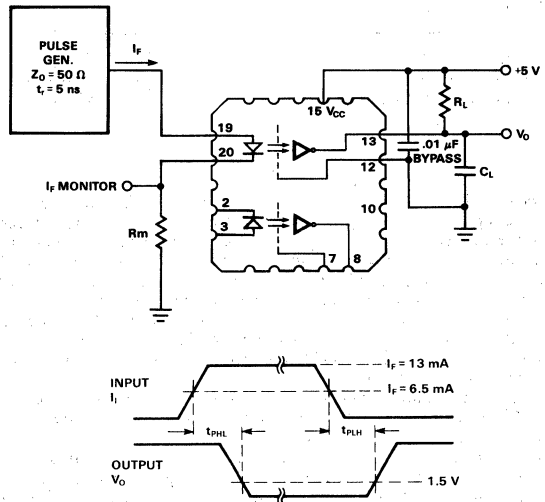 PULSE
GEN.
Z₀ = 50 Ω
tᵣ = 5 ns
I_F
+5 V
15 V_CC
R_L
19
13
V_O
20
.01 μF
BYPASS
12
C_L
I_F MONITOR
2
10
Rm
3
7
8
INPUT
I_I
I_F = 13 mA
I_F = 6.5 mA
t_PHL
t_PLH
OUTPUT
V_O
1.5 V